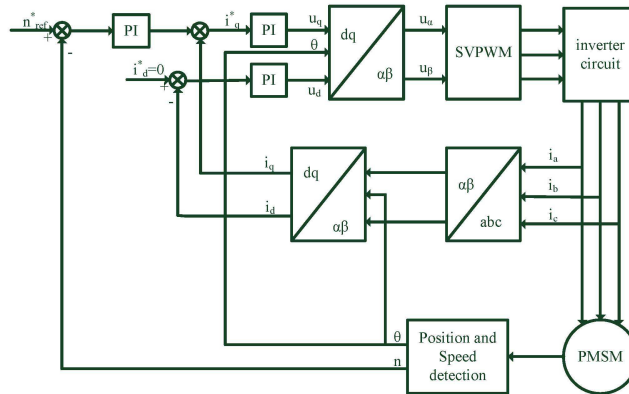 n*ref
+
-
PI
i*q
PI
uq
θ
dq
αβ
uα
uβ
SVPWM
inverter
circuit
i*d=0
+
-
PI
ud
iq
id
dq
αβ
αβ
abc
ia
ib
ic
θ
n
Position and
Speed
detection
PMSM